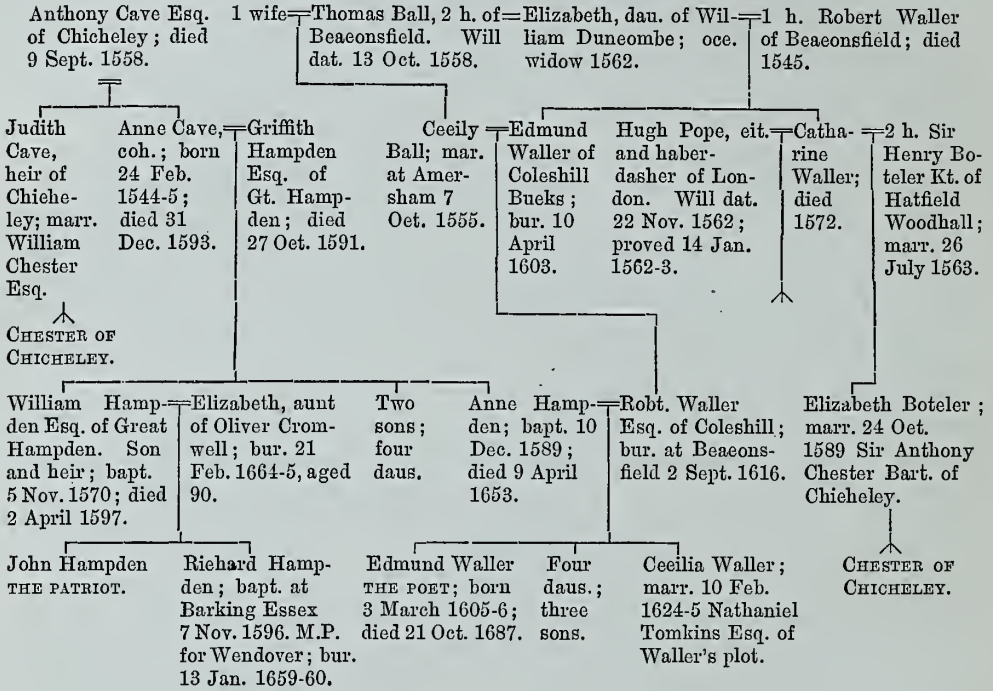 Anthony Cave Esq.
of Chicheley; died
9 Sept. 1558.
1 wife
Thomas Ball, 2 h. of
Beaconsfield. Will
dat. 13 Oct. 1558.
Elizabeth, dau. of Wil-
liam Duncombe; occ.
widow 1562.
1 h. Robert Waller
of Beaconsfield; died
1545.
Judith
Cave,
heir of
Chiche-
ley; marr.
William
Chester
Esq.
CHESTER OF
CHICHELEY.
Anne Cave,
coh.; born
24 Feb.
1544-5;
died 31
Dec. 1593.
Griffith
Hampden
Esq. of
Gt. Hamp-
den; died
27 Oct. 1591.
Cecily
Ball; mar.
at Amer-
sham 7
Oct. 1555.
Edmund
Waller of
Coleshill
Bucks;
bur. 10
April
1603.
Hugh Pope, cit.
and haber-
dasher of Lon-
don. Will dat.
22 Nov. 1562;
proved 14 Jan.
1562-3.
Catha-
rine
Waller;
died
1572.
2 h. Sir
Henry Bo-
teler Kt. of
Hatfield
Woodhall;
marr. 26
July 1563.
William Hamp-
den Esq. of Great
Hampden. Son
and heir; bapt.
5 Nov. 1570; died
2 April 1597.
Elizabeth, aunt
of Oliver Crom-
well; bur. 21
Feb. 1664-5, aged
90.
Two
sons;
four
daus.
Anne Hamp-
den; bapt. 10
Dec. 1589;
died 9 April
1653.
Robt. Waller
Esq. of Coleshill;
bur. at Beacons-
field 2 Sept. 1616.
Elizabeth Boteler;
marr. 24 Oct.
1589 Sir Anthony
Chester Bart. of
Chicheley.
John Hampden
THE PATRIOT.
Richard Hamp-
den; bapt. at
Barking Essex
7 Nov. 1596. M.P.
for Wendover; bur.
13 Jan. 1659-60.
Edmund Waller
THE POET; born
3 March 1605-6;
died 21 Oct. 1687.
Four
daus.;
three
sons.
Cecilia Waller;
marr. 10 Feb.
1624-5 Nathaniel
Tomkins Esq. of
Waller's plot.
CHESTER OF
CHICHELEY.